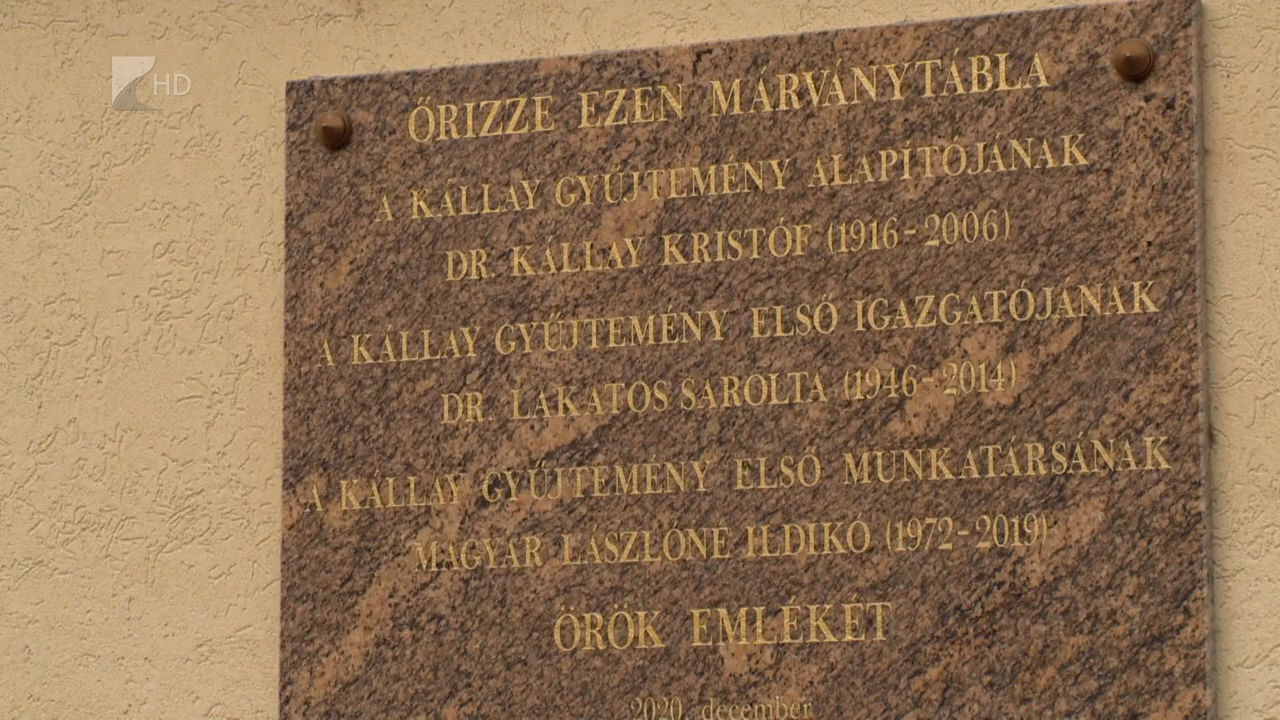 HD
ŐRIZZE EZEN MÁRVÁNYTÁBLA
A KÁLLAY GYŰJTEMÉNY ALAPÍTÓJÁNAK
DR. KÁLLAY KRISTÓF (1916-2006)
A KÁLLAY GYŰJTEMÉNY ELSŐ IGAZGATÓJÁNAK
DR. LAKATOS SAROLTA (1946-2014)
A KÁLLAY GYŰJTEMÉNY ELSŐ MUNKATÁRSÁNAK
MAGYAR LÁSZLÓNÉ ILDIKÓ (1972-2019)
ÖRÖK EMLÉKÉT
2020. december